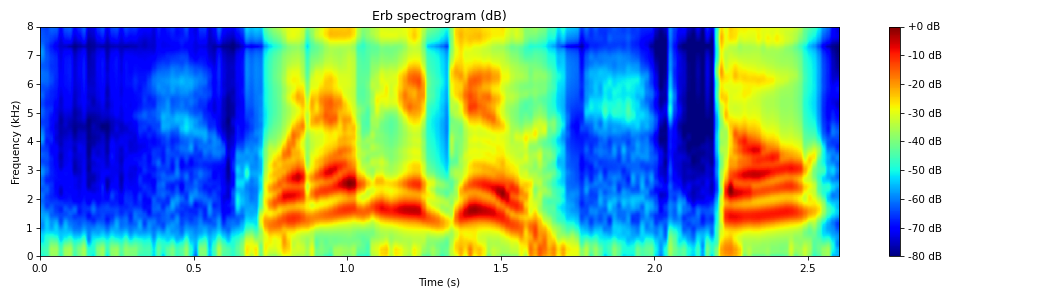 Erb spectrogram (dB)
8
7
6
5
4
3
2
1
0
Frequency (kHz)
0.0
0.5
1.0
1.5
2.0
2.5
Time (s)
+0 dB
-10 dB
-20 dB
-30 dB
-40 dB
-50 dB
-60 dB
-70 dB
-80 dB